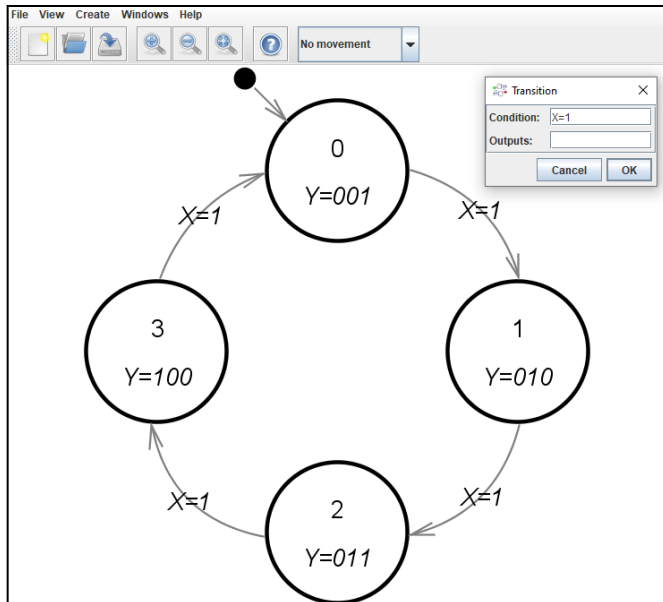 File View Create Windows Help
No movement
Transition
Condition: X=1
Outputs:
Cancel OK
0
Y=001
X=1
X=1
3
Y=100
1
Y=010
X=1
X=1
2
Y=011